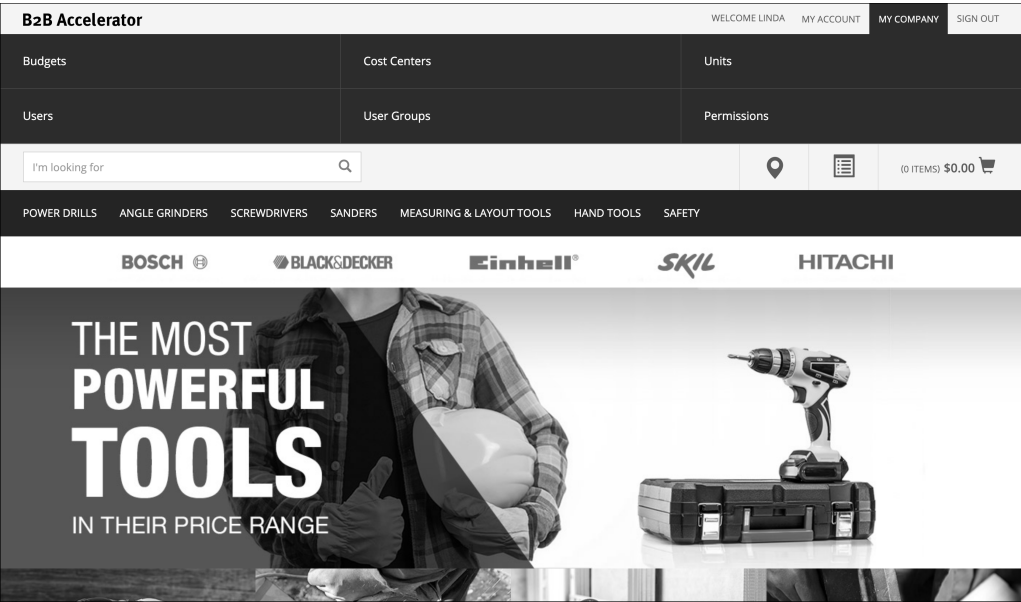 B2B Accelerator
WELCOME LINDA MY ACCOUNT MY COMPANY SIGN OUT
Budgets Cost Centers Units
Users User Groups Permissions
I'm looking for (0 ITEMS) $0.00
POWER DRILLS ANGLE GRINDERS SCREWDRIVERS SANDERS MEASURING & LAYOUT TOOLS HAND TOOLS SAFETY
BOSCH BLACK&DECKER Einhell® SKIL HITACHI
THE MOST
POWERFUL
TOOLS
IN THEIR PRICE RANGE